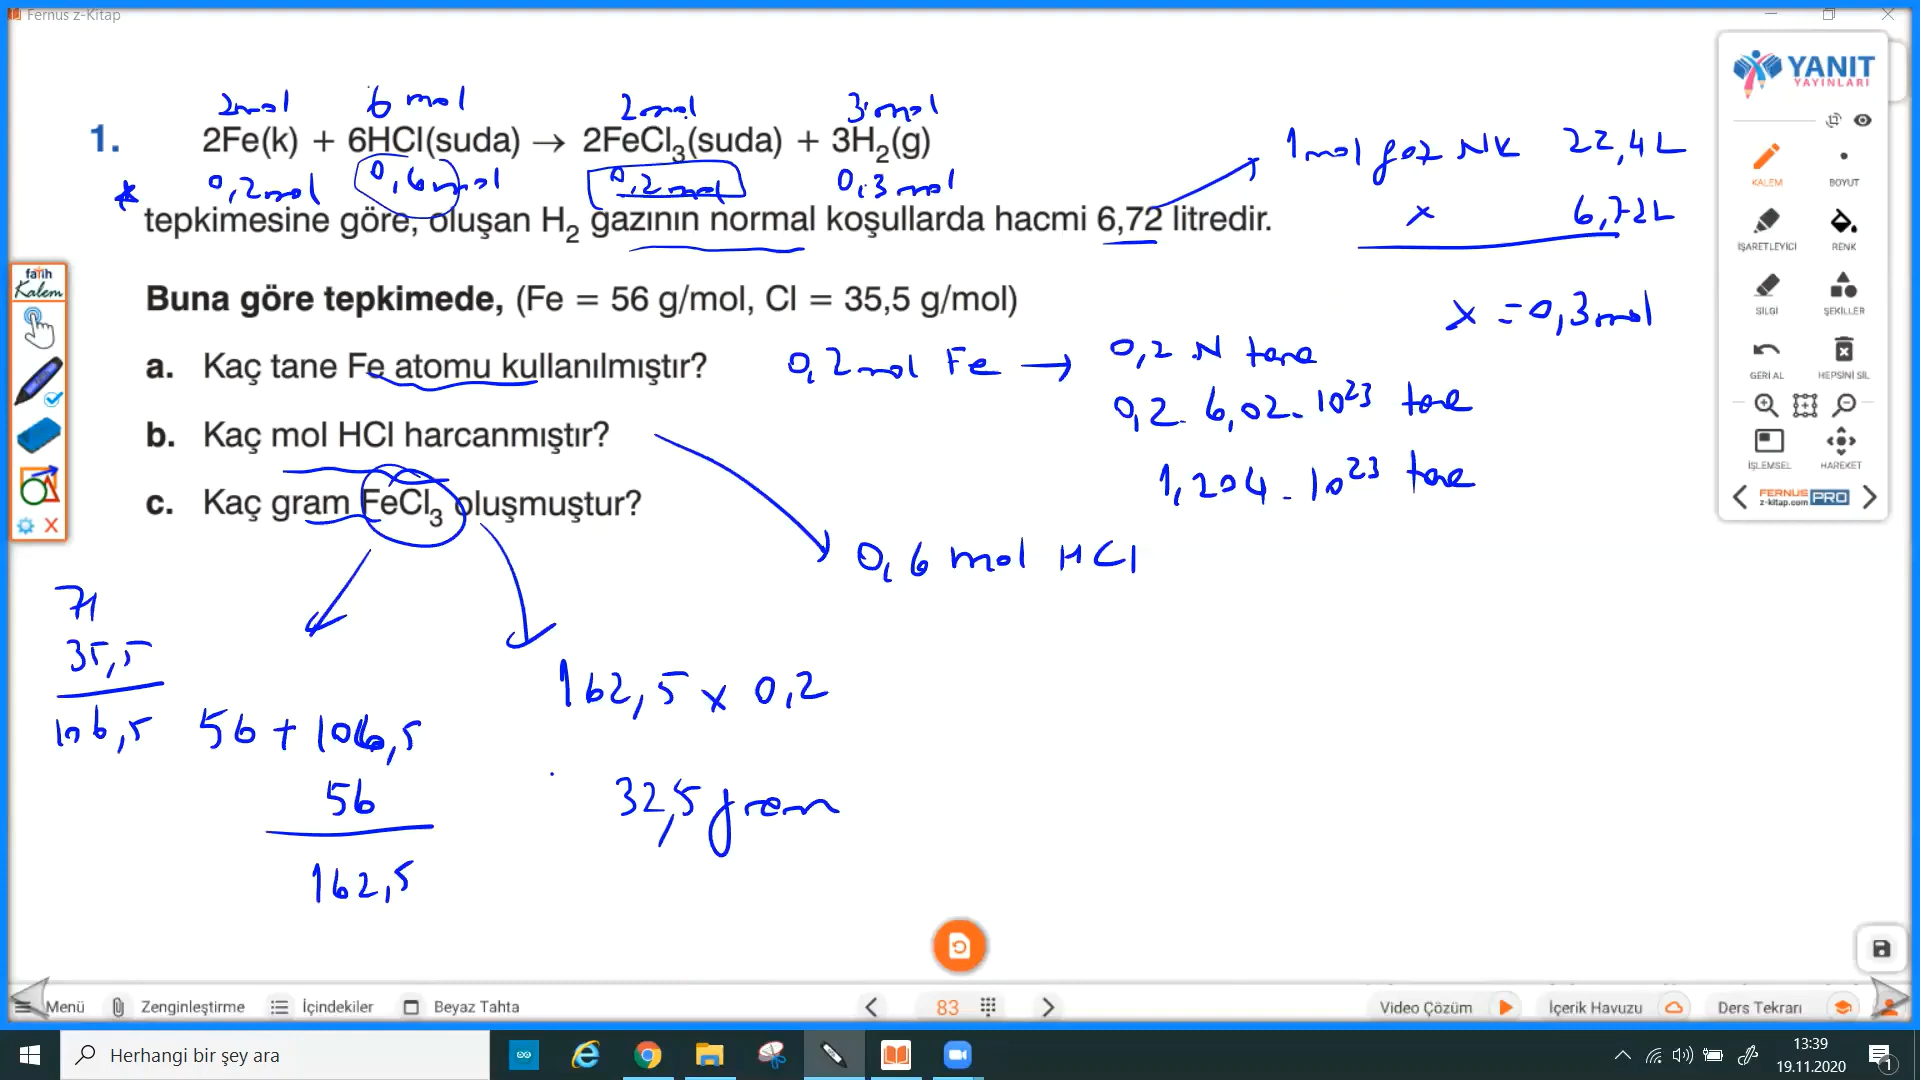 Fernus z-Kitap
2mol 6 mol 2mol 3 mol
1. 2Fe(k) + 6HCl(suda) → 2FeCl₃(suda) + 3H₂(g)
0,2mol 0,6mol 0,2mol 0,3mol
tepkimesine göre, oluşan H₂ gazının normal koşullarda hacmi 6,72 litredir.
1mol gaz NK 22,4L
x 6,72L
x = 0,3mol
Buna göre tepkimede, (Fe = 56 g/mol, Cl = 35,5 g/mol)
a. Kaç tane Fe atomu kullanılmıştır?
0,2mol Fe → 0,2 N tane
0,2 . 6,02 . 10²³ tane
1,204 . 10²³ tane
b. Kaç mol HCl harcanmıştır?
0,6 mol HCl
c. Kaç gram FeCl₃ oluşmuştur?
71
35,5
106,5
56 + 106,5
56
162,5
162,5 x 0,2
32,5 gram
fatih
Kalem
YANIT
YAYINLARI
KALEM BOYUT
İŞARETLEYİCİ RENK
SİLGİ ŞEKİLLER
GERİ AL HEPSİNİ SİL
İŞLEMSEL HAREKET
FERNUS
z-kitap.com PRO
Menü Zenginleştirme İçindekiler Beyaz Tahta 83 Video Çözüm İçerik Havuzu Ders Tekrarı
Herhangi bir şey ara
13:39
19.11.2020
1